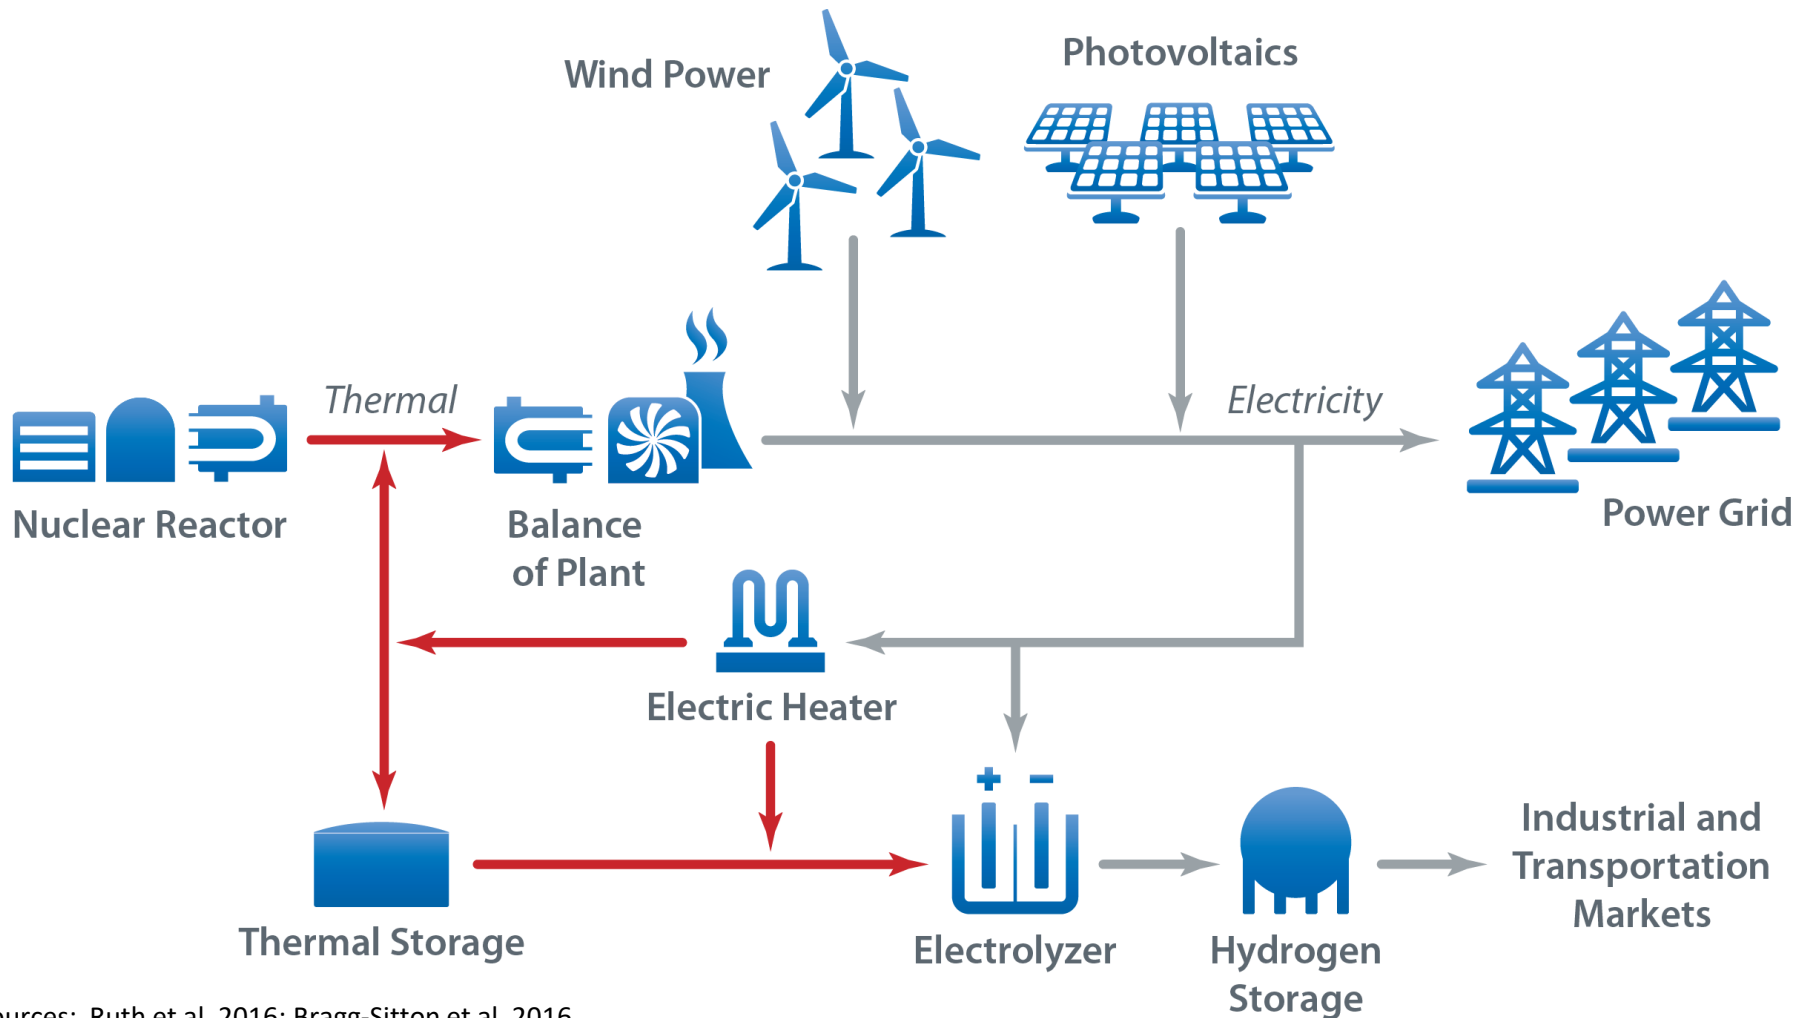 Wind Power
Photovoltaics
Thermal
Electricity
Nuclear Reactor
Balance
of Plant
Power Grid
Electric Heater
Thermal Storage
Electrolyzer
Hydrogen
Storage
Industrial and
Transportation
Markets
Ruth et al. 2016; Bragg-Sitton et al. 2016